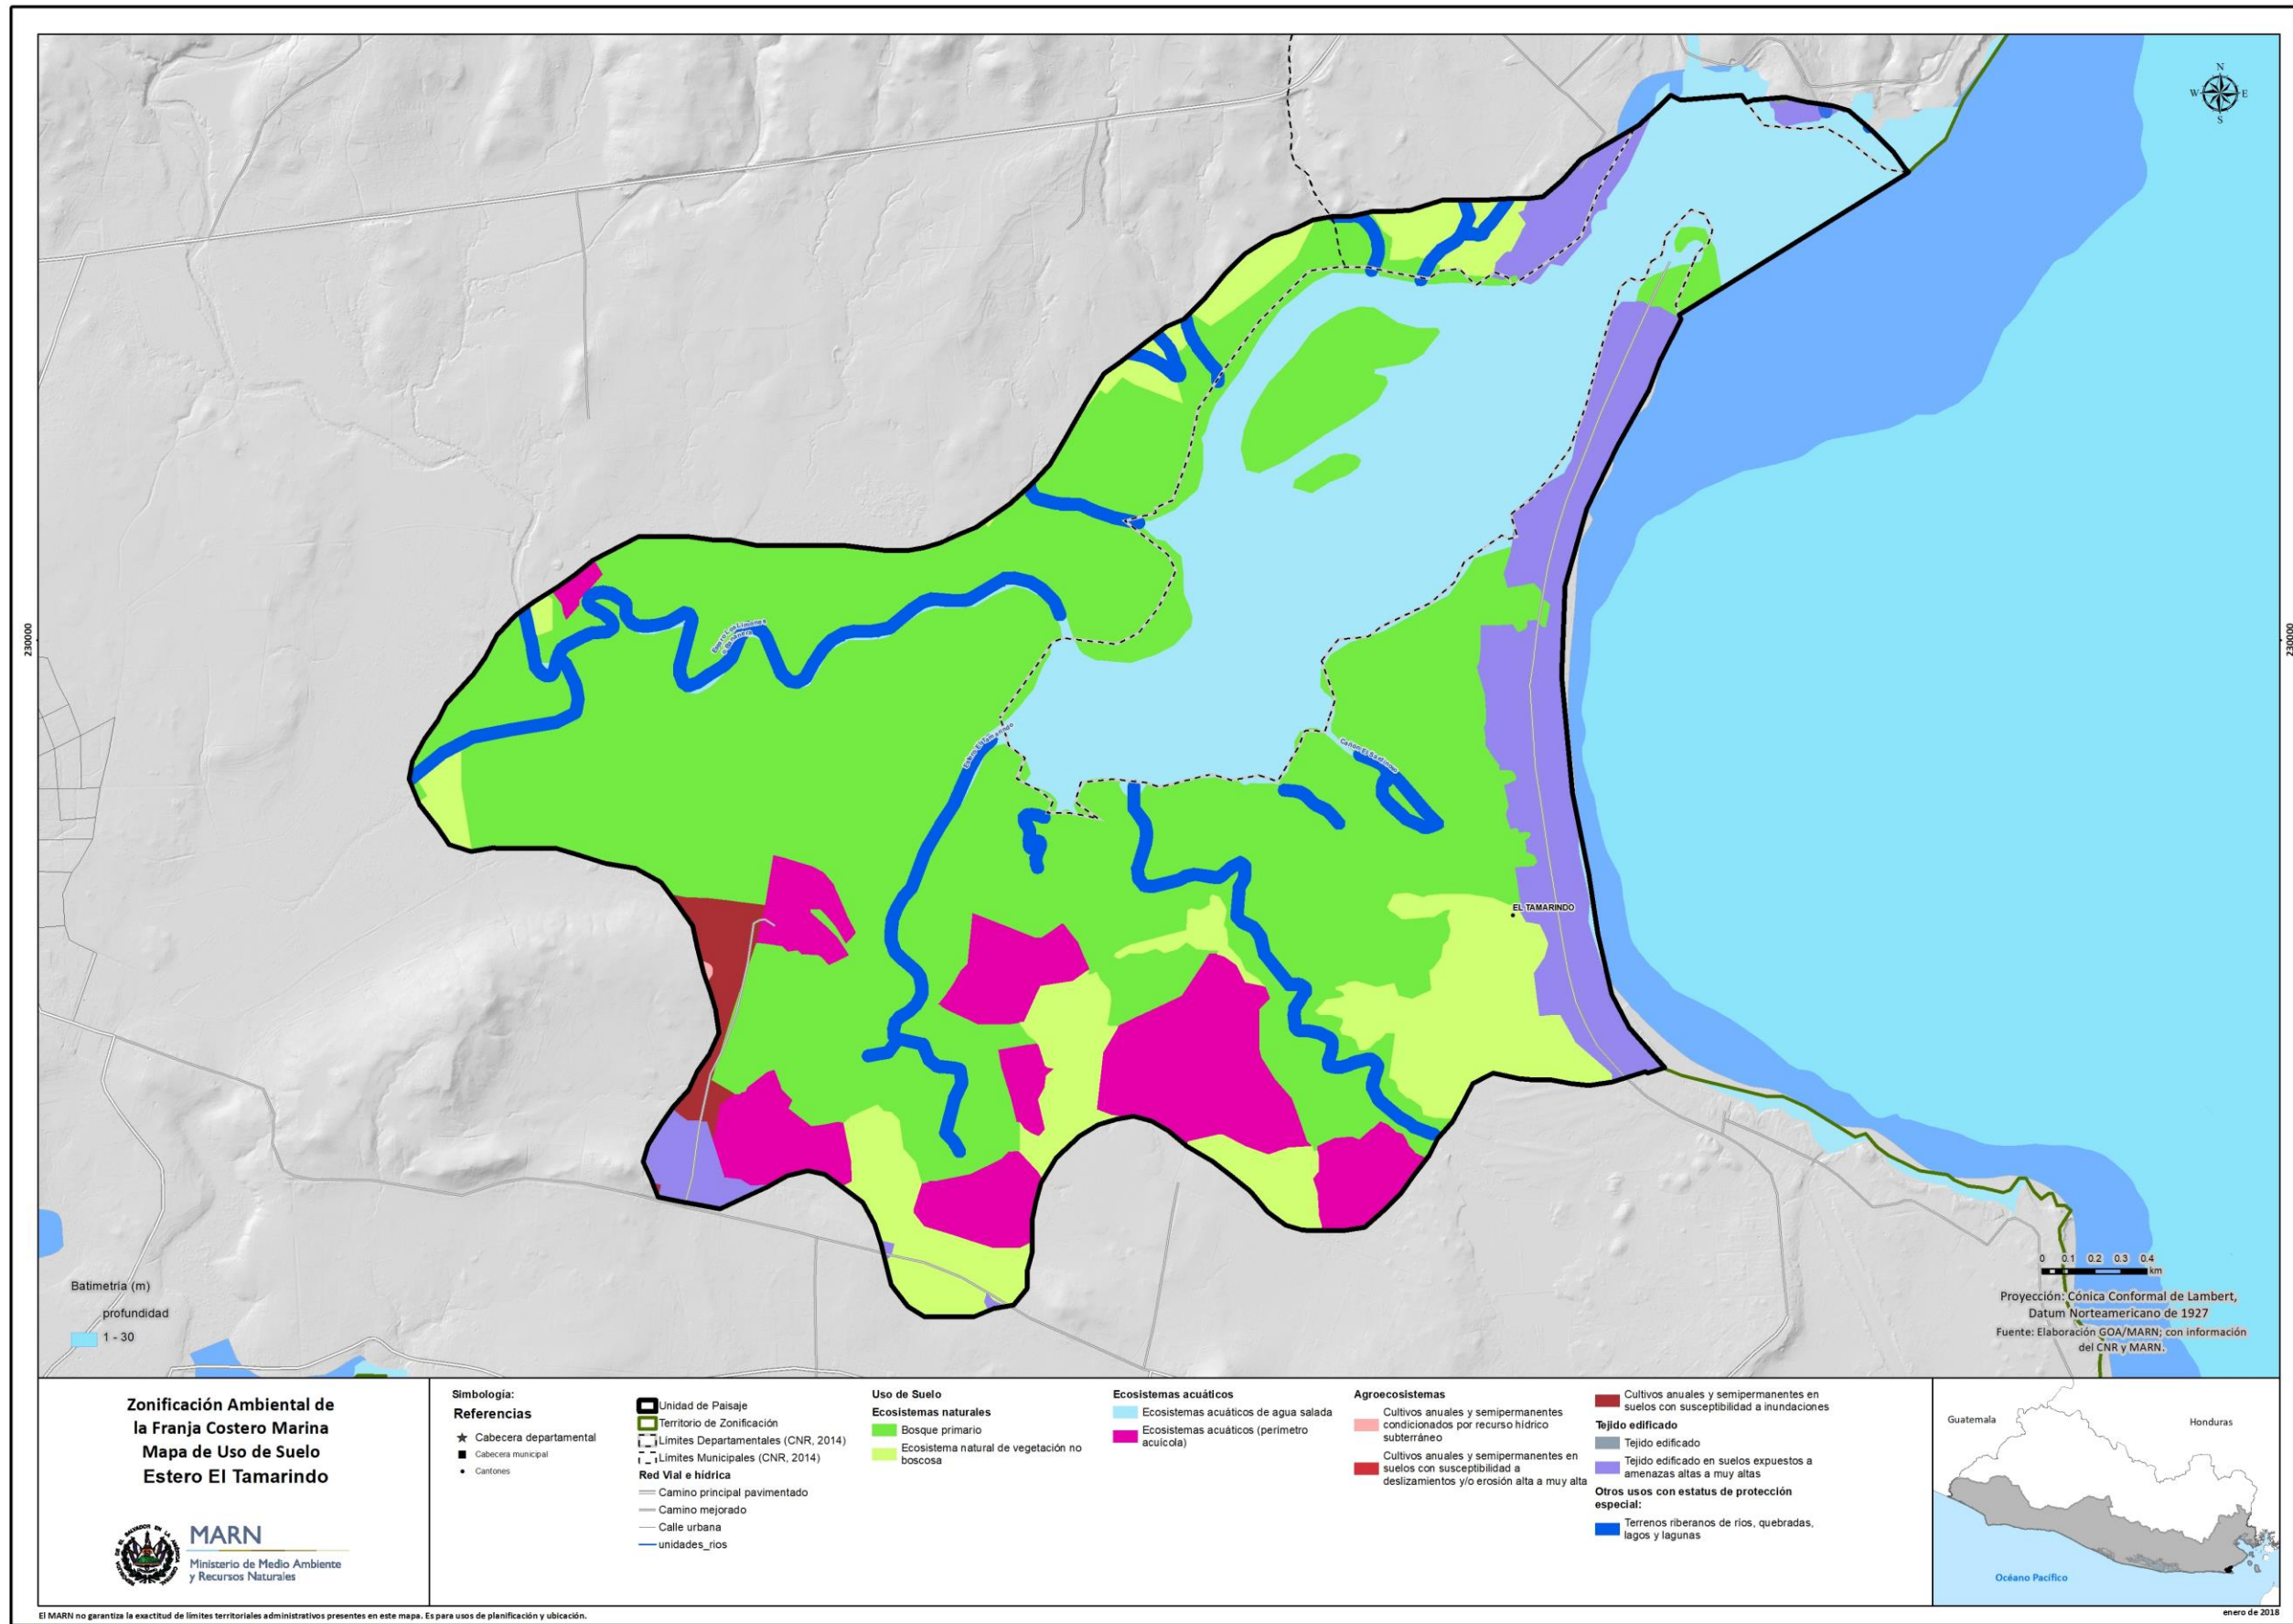 N
W E
S
230000
230000
Cañón El Bajadizo
EL TAMARINDO
Batimetría (m)
profundidad
1 - 30
0 0.1 0.2 0.3 0.4
km
Proyección: Cónica Conformal de Lambert,
Datum Norteamericano de 1927
Fuente: Elaboración GOA/MARN; con información
del CNR y MARN.
Zonificación Ambiental de
la Franja Costero Marina
Mapa de Uso de Suelo
Estero El Tamarindo
MARN
Ministerio de Medio Ambiente
y Recursos Naturales
Simbología:
Referencias
Cabecera departamental
Cabecera municipal
Cantones
Unidad de Paisaje
Territorio de Zonificación
Límites Departamentales (CNR, 2014)
Límites Municipales (CNR, 2014)
Red Vial e hídrica
Camino principal pavimentado
Camino mejorado
Calle urbana
unidades_rios
Uso de Suelo
Ecosistemas naturales
Bosque primario
Ecosistema natural de vegetación no
boscosa
Ecosistemas acuáticos
Ecosistemas acuáticos de agua salada
Ecosistemas acuáticos (perímetro
acuícola)
Agroecosistemas
Cultivos anuales y semipermanentes
condicionados por recurso hídrico
subterráneo
Cultivos anuales y semipermanentes en
suelos con susceptibilidad a
deslizamientos y/o erosión alta a muy alta
Cultivos anuales y semipermanentes en
suelos con susceptibilidad a inundaciones
Tejido edificado
Tejido edificado
Tejido edificado en suelos expuestos a
amenazas altas a muy altas
Otros usos con estatus de protección
especial:
Terrenos riberanos de ríos, quebradas,
lagos y lagunas
Guatemala
Honduras
Océano Pacífico
El MARN no garantiza la exactitud de límites territoriales administrativos presentes en este mapa. Es para usos de planificación y ubicación.
enero de 2018